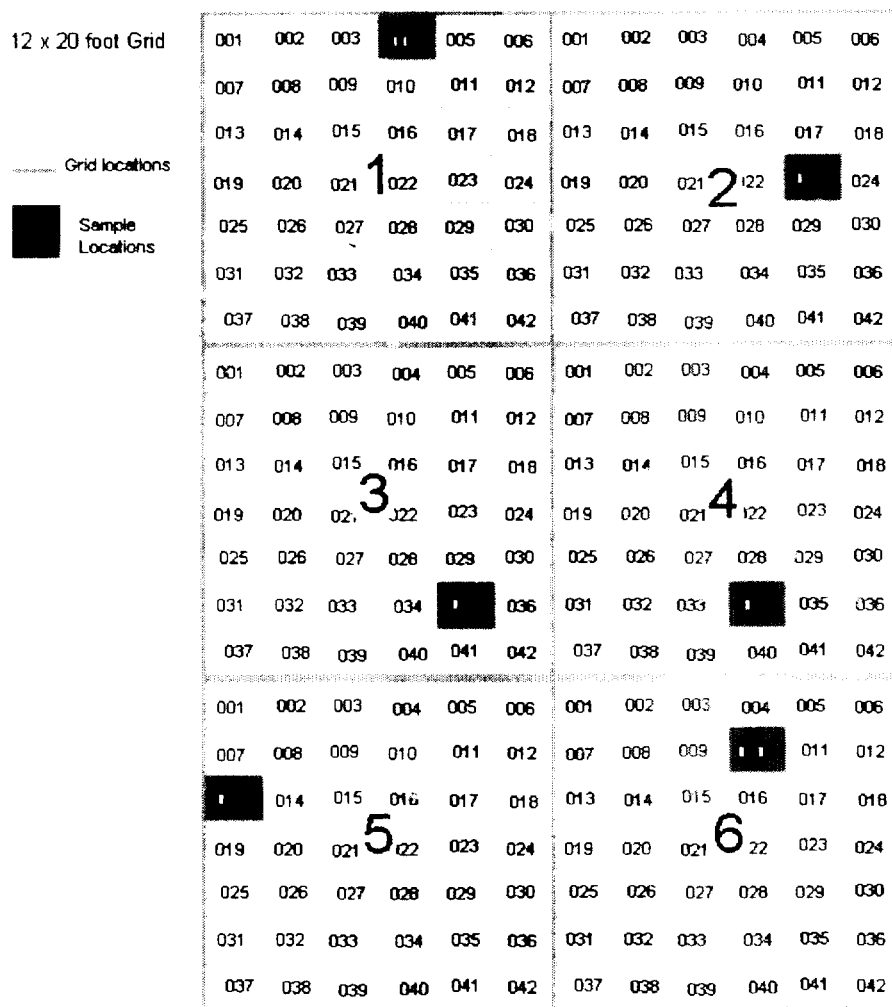 12 x 20 foot Grid
Grid locations
Sample
Locations
001 002 003 005 006 001 002 003 004 005 006
007 008 009 010 011 012 007 008 009 010 011 012
013 014 015 016 017 018 013 014 015 016 017 018
1 2
019 020 021 022 023 024 019 020 021 024
025 026 027 028 029 030 025 026 027 028 029 030
031 032 033 034 035 036 031 032 033 034 035 036
037 038 039 040 041 042 037 038 039 040 041 042
001 002 003 004 005 006 001 002 003 004 005 006
007 008 009 010 011 012 007 008 009 010 011 012
013 014 015 016 017 018 013 014 015 016 017 018
3 4
019 020 023 024 019 020 021 023 024
025 026 027 028 029 030 025 026 027 028 029 030
031 032 033 034 036 031 032 033 035 036
037 038 039 040 041 042 037 038 039 040 041 042
001 002 003 004 005 006 001 002 003 004 005 006
007 008 009 010 011 012 007 008 009 011 012
014 015 016 017 018 013 014 015 016 017 018
5 6
019 020 021 023 024 019 020 021 023 024
025 026 027 028 029 030 025 026 027 028 029 030
031 032 033 034 035 036 031 032 033 034 035 036
037 038 039 040 041 042 037 038 039 040 041 042